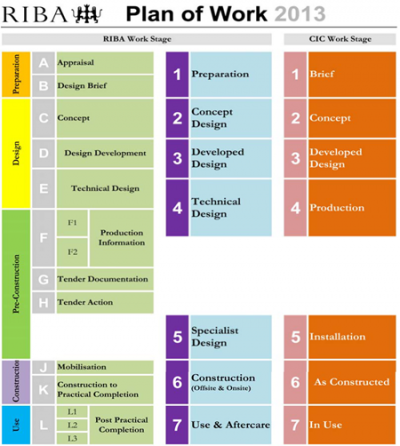 RIBA Plan of Work 2013
RIBA Work Stage
CIC Work Stage
Preparation
A Appraisal
B Design Brief
1 Preparation
1 Brief
Design
C Concept
2 Concept
Design
2 Concept
D Design Development
3 Developed
Design
3 Developed
Design
E Technical Design
4 Technical
Design
4 Production
Pre-Construction
F
F1
F2
Production
Information
G Tender Documentation
H Tender Action
5 Specialist
Design
5 Installation
Construction
J Mobilisation
K Construction to
Practical Completion
6 Construction
(Offsite & Onsite)
6 As Constructed
Use
L
L1
L2
L3
Post Practical
Completion
7 Use & Aftercare
7 In Use